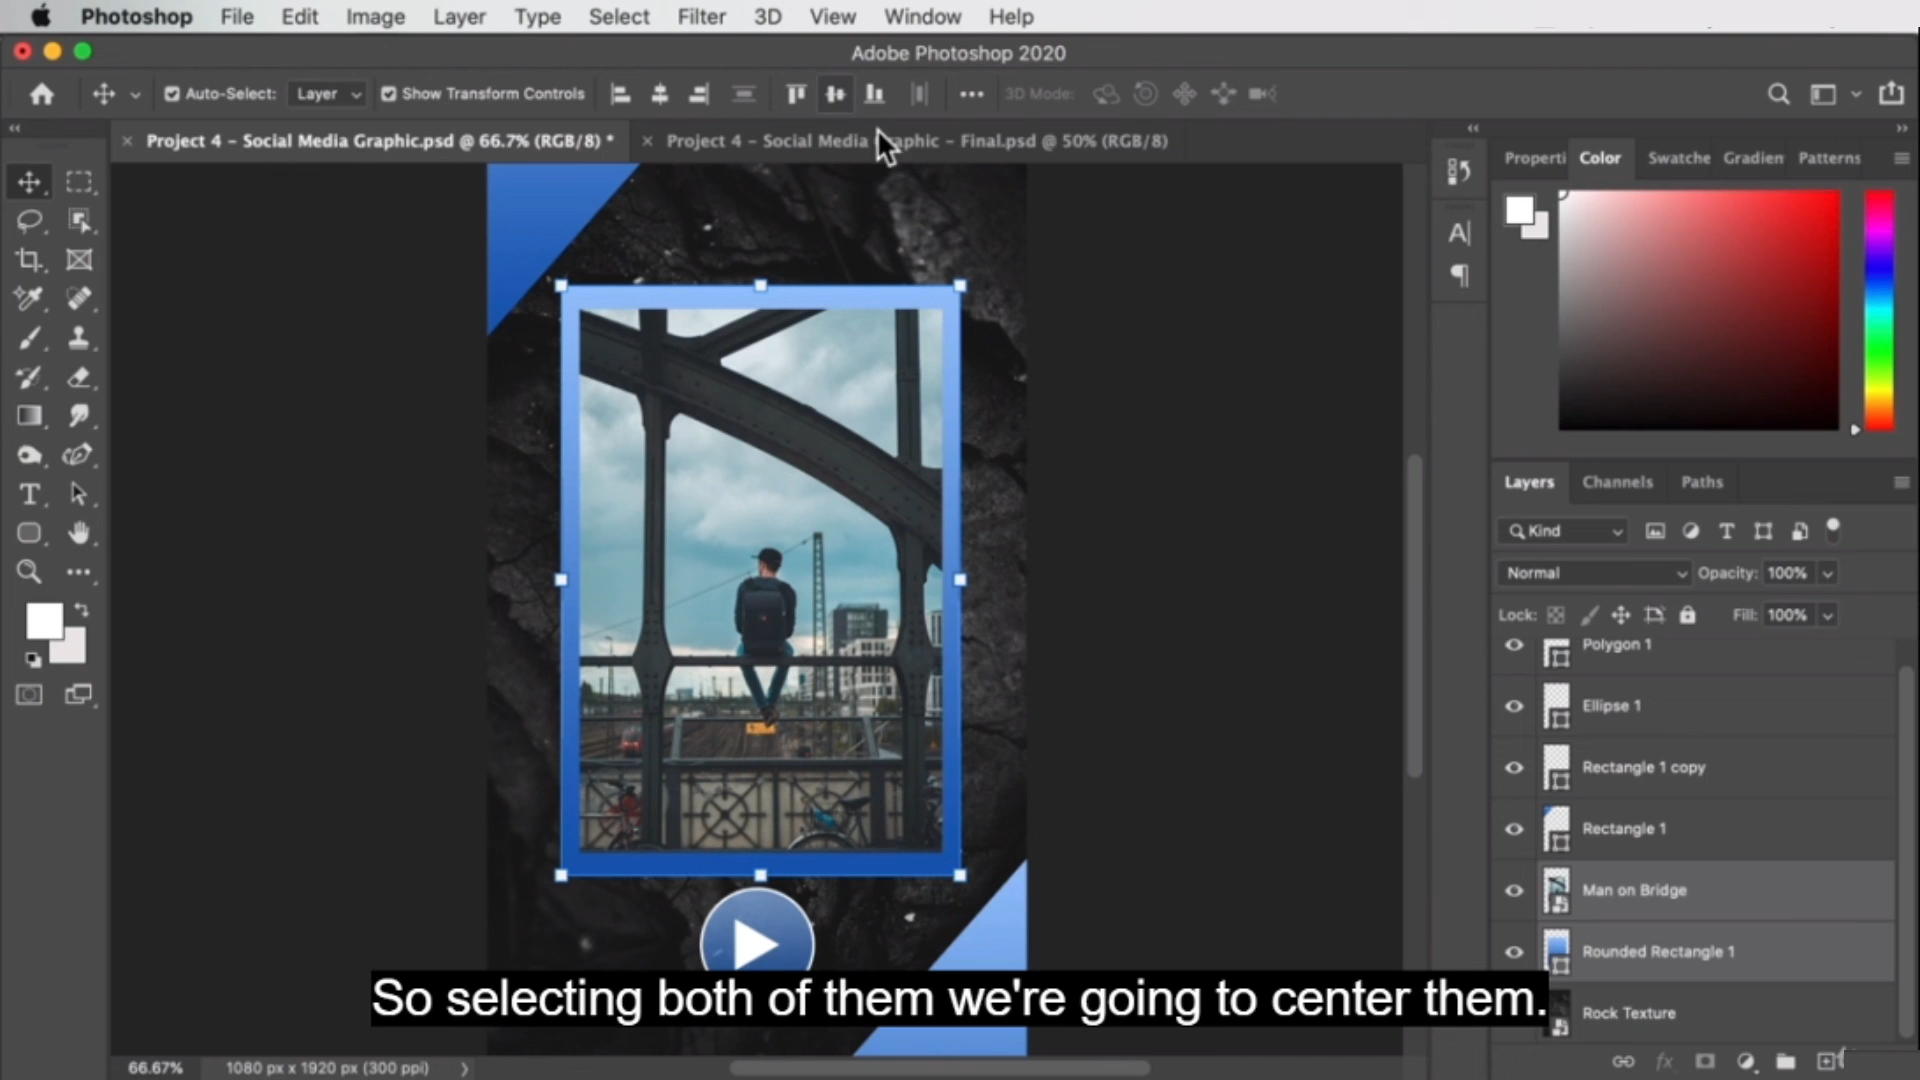 Photoshop File Edit Image Layer Type Select Filter 3D View Window Help
Adobe Photoshop 2020
Auto-Select: Layer Show Transform Controls 3D Mode:
Project 4 – Social Media Graphic.psd @ 66.7% (RGB/8) * Project 4 – Social Media Graphic – Final.psd @ 50% (RGB/8)
Properti Color Swatche Gradien Patterns
Layers Channels Paths
Kind
Normal Opacity: 100%
Lock: Fill: 100%
Polygon 1
Ellipse 1
Rectangle 1 copy
Rectangle 1
Man on Bridge
Rounded Rectangle 1
Rock Texture
So selecting both of them we're going to center them.
66.67% 1080 px x 1920 px (300 ppi)